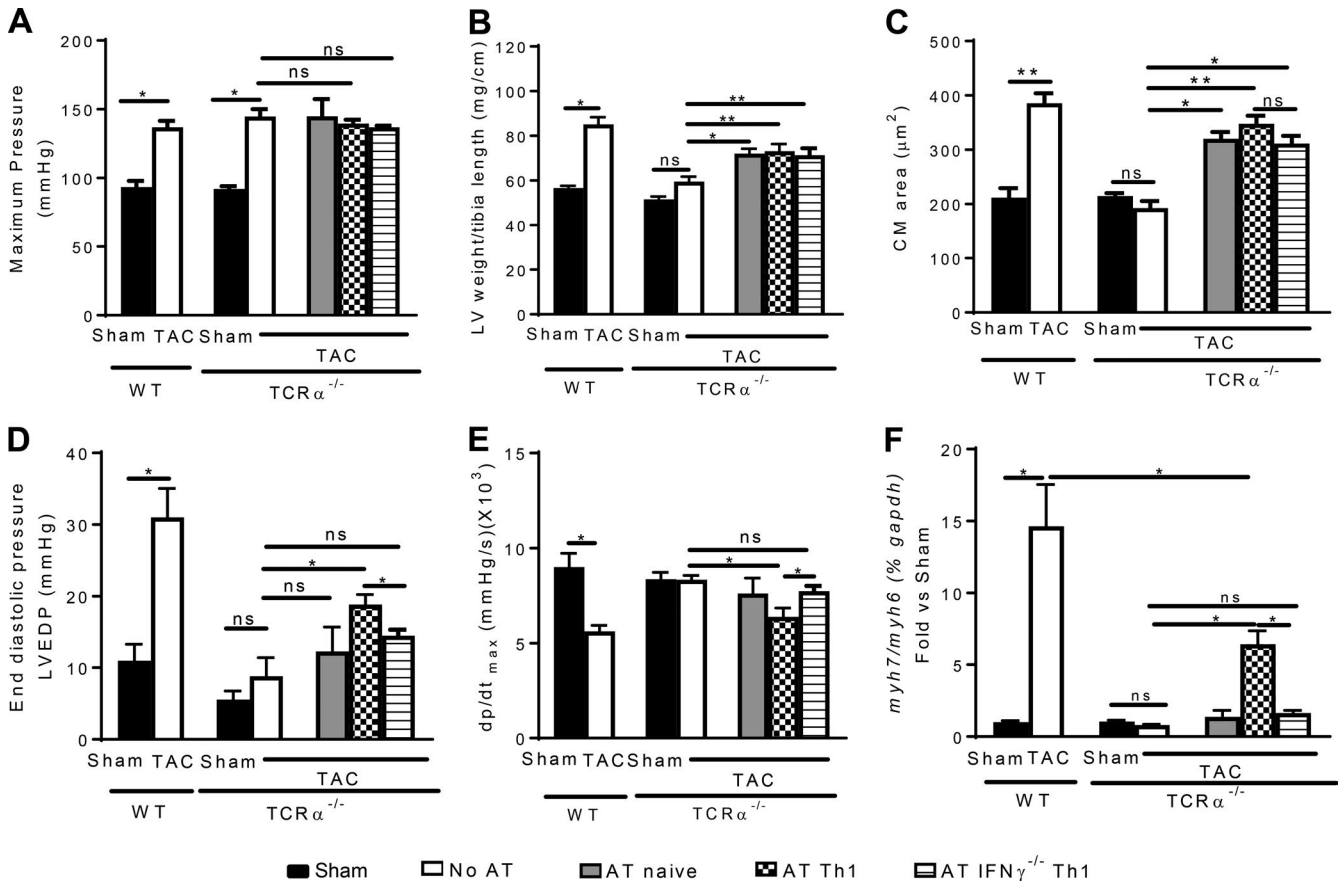 A
Maximum Pressure
(mmHg)
200
150
100
50
0
*
*
ns
ns
Sham TAC Sham
TAC
WT
TCRα-/-
B
LV weight/tibia length (mg/cm)
120
100
80
60
40
20
0
*
ns
*
**
**
Sham TAC Sham
TAC
WT
TCRα-/-
C
CM area (μm2)
500
400
300
200
100
0
**
ns
*
**
*
ns
Sham TAC Sham
TAC
WT
TCRα-/-
D
End diastolic pressure
LVEDP (mmHg)
40
30
20
10
0
*
ns
ns
*
ns
*
Sham TAC Sham
TAC
WT
TCRα-/-
E
dp/dt max (mmHg/s)(X103)
15
10
5
0
*
ns
*
*
Sham TAC Sham
TAC
WT
TCRα-/-
F
myh7/myh6 (% gapdh)
Fold vs Sham
20
15
10
5
0
*
*
ns
ns
*
*
Sham TAC Sham
TAC
WT
TCRα-/-
Sham No AT AT naive AT Th1 AT IFNγ-/- Th1